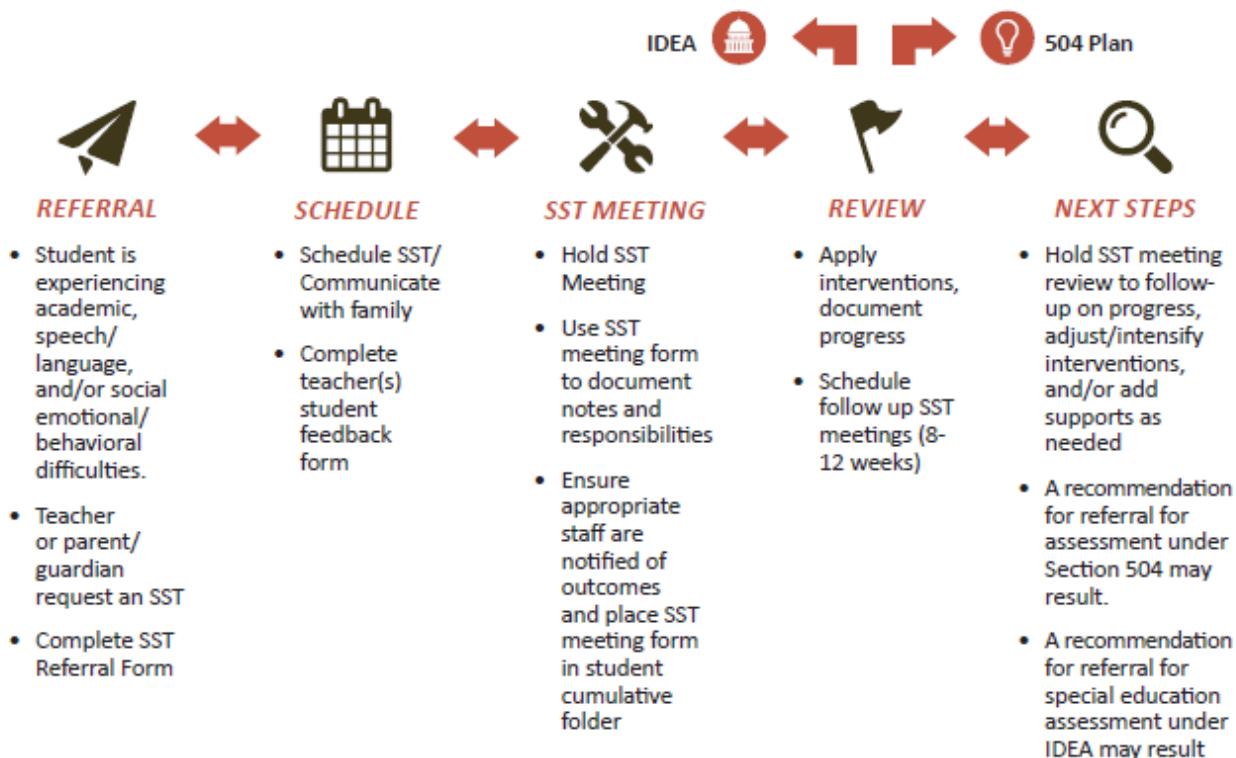 IDEA
504 Plan
REFERRAL
• Student is
experiencing
academic,
speech/
language,
and/or social
emotional/
behavioral
difficulties.
• Teacher
or parent/
guardian
request an SST
• Complete SST
Referral Form
SCHEDULE
• Schedule SST/
Communicate
with family
• Complete
teacher(s)
student
feedback
form
SST MEETING
• Hold SST
Meeting
• Use SST
meeting form
to document
notes and
responsibilities
• Ensure
appropriate
staff are
notified of
outcomes
and place SST
meeting form
in student
cumulative
folder
REVIEW
• Apply
interventions,
document
progress
• Schedule
follow up SST
meetings (8-
12 weeks)
NEXT STEPS
• Hold SST meeting
review to follow-
up on progress,
adjust/intensify
interventions,
and/or add
supports as
needed
• A recommendation
for referral for
assessment under
Section 504 may
result.
• A recommendation
for referral for
special education
assessment under
IDEA may result